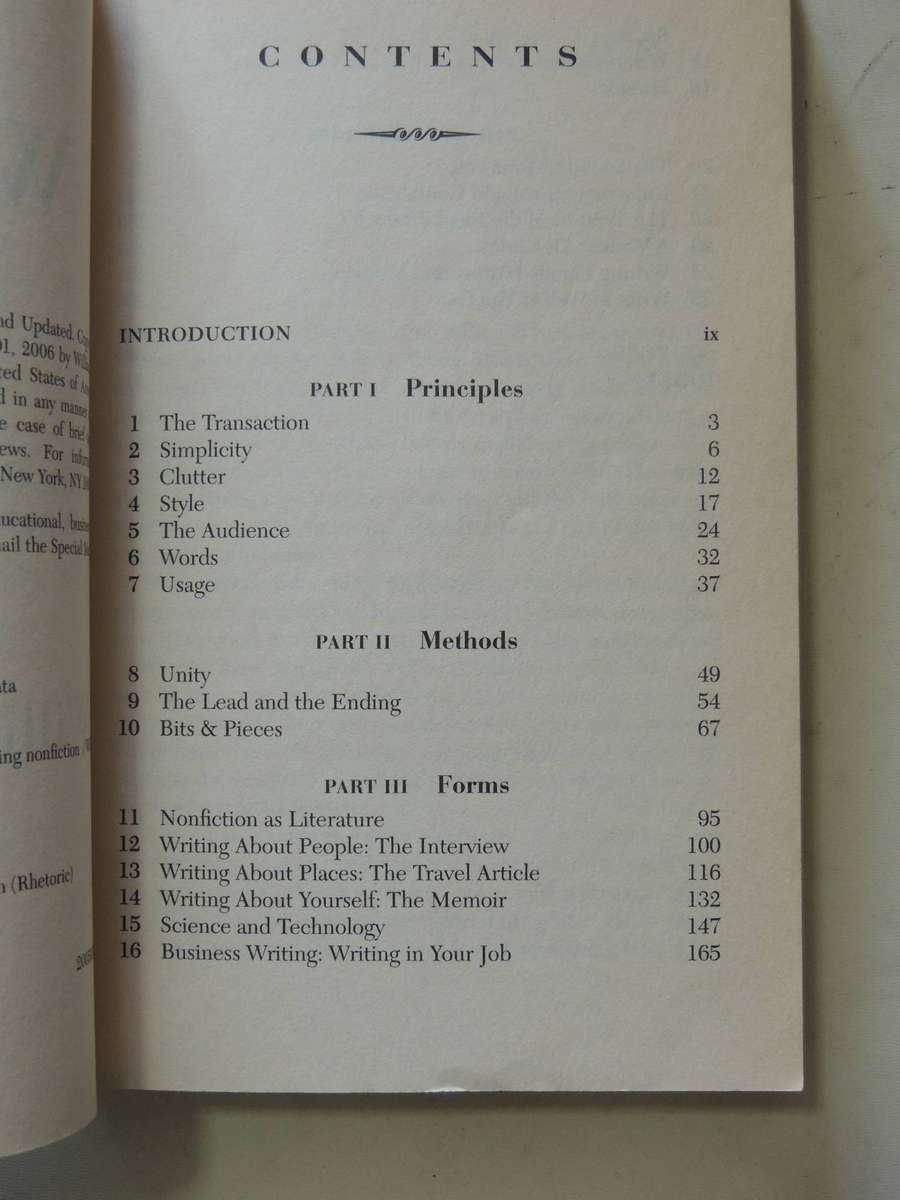 nd Updated.
01, 2006 by
ted States of
d in any manner
e case of brief
ews. For
New York, NY
ucational,
ail the Special
ata
ing nonfiction
n (Rhetoric)
CONTENTS
INTRODUCTION ix
PART I Principles
1 The Transaction 3
2 Simplicity 6
3 Clutter 12
4 Style 17
5 The Audience 24
6 Words 32
7 Usage 37
PART II Methods
8 Unity 49
9 The Lead and the Ending 54
10 Bits & Pieces 67
PART III Forms
11 Nonfiction as Literature 95
12 Writing About People: The Interview 100
13 Writing About Places: The Travel Article 116
14 Writing About Yourself: The Memoir 132
15 Science and Technology 147
16 Business Writing: Writing in Your Job 165